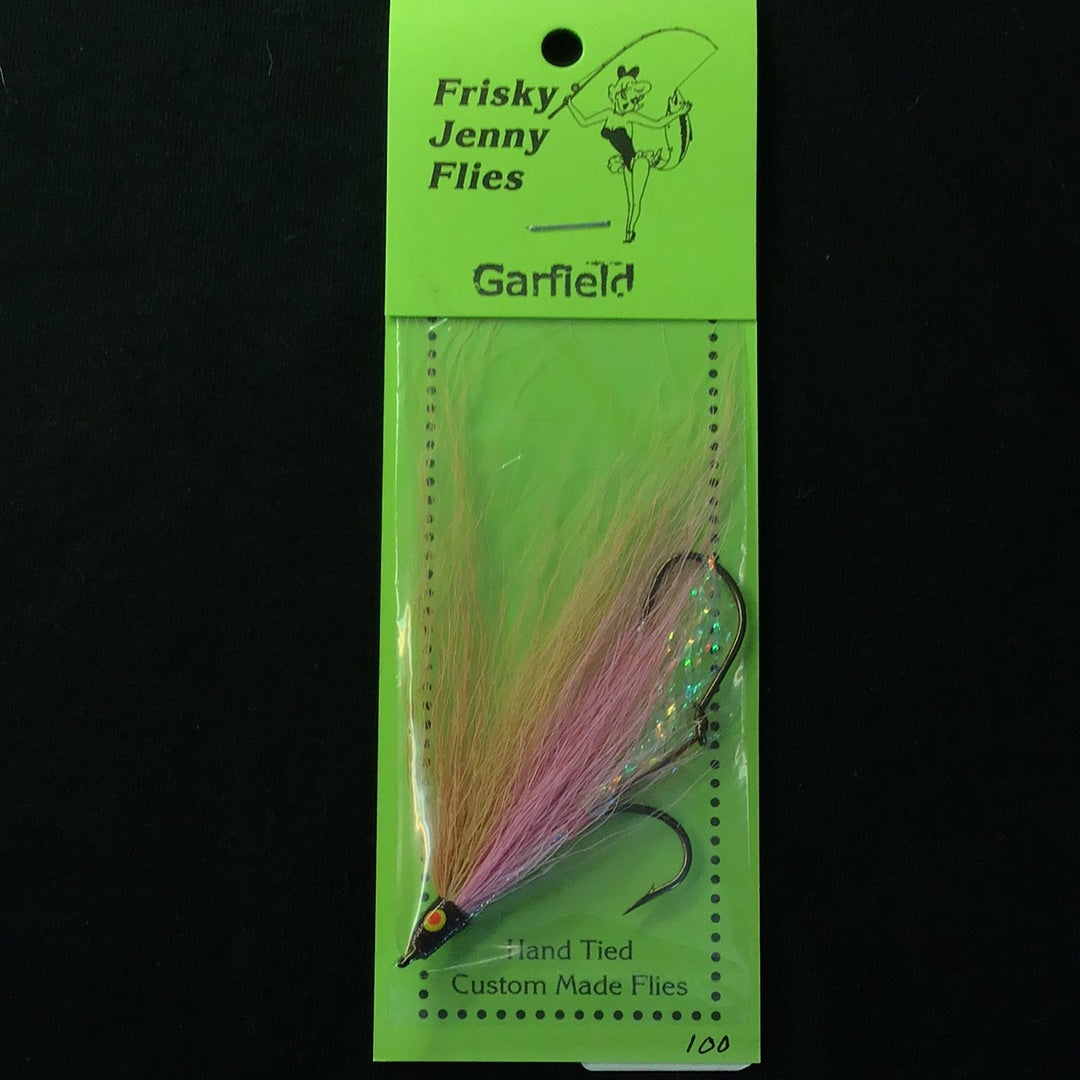 Frisky
Jenny
Flies
Garfield
Hand Tied
Custom Made Flies
100